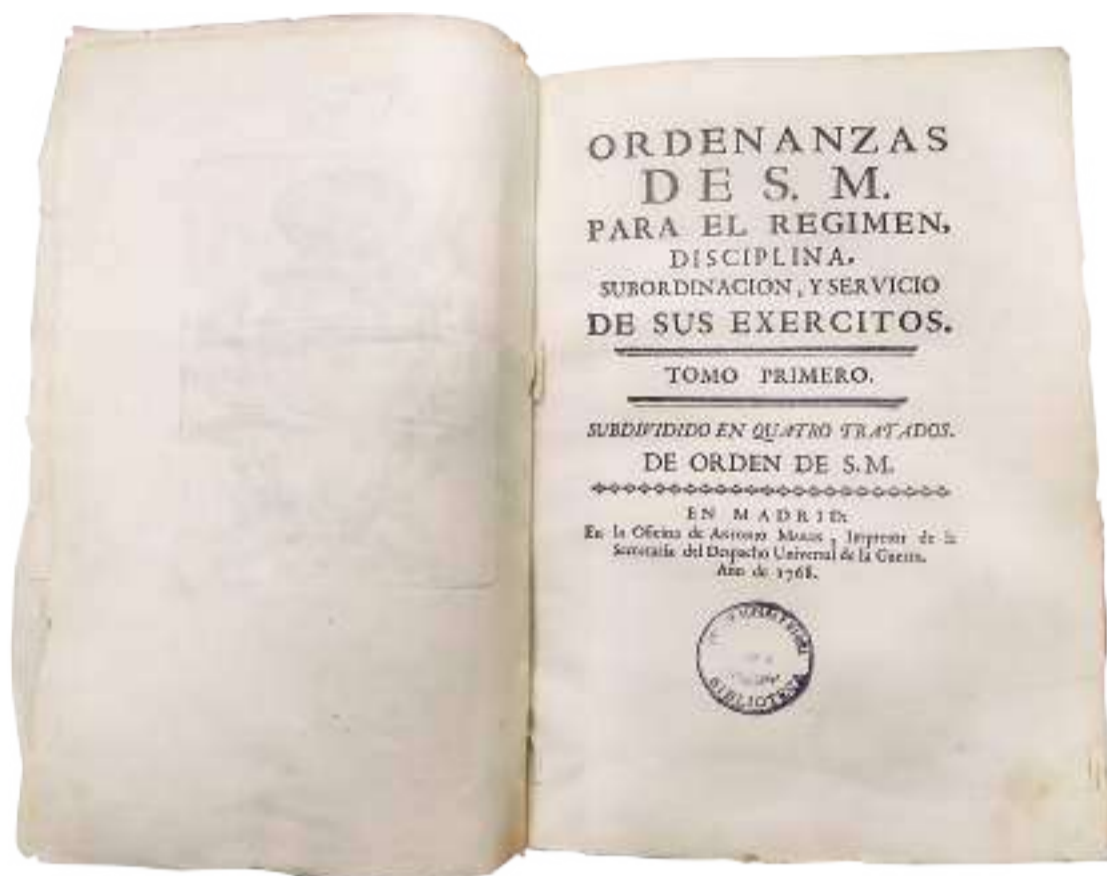 ORDENANZAS
DE S. M.
PARA EL REGIMEN,
DISCIPLINA,
SUBORDINACION, Y SERVICIO
DE SUS EXERCITOS.
TOMO PRIMERO.
SUBDIVIDIDO EN QUATRO TRATADOS.
DE ORDEN DE S.M.
EN MADRID:
En la Oficina de ANTONIO MARIN, Impresor de la
Secretaría del Despacho Universal de la Guerra.
Año de 1768.
BIBLIOTECA